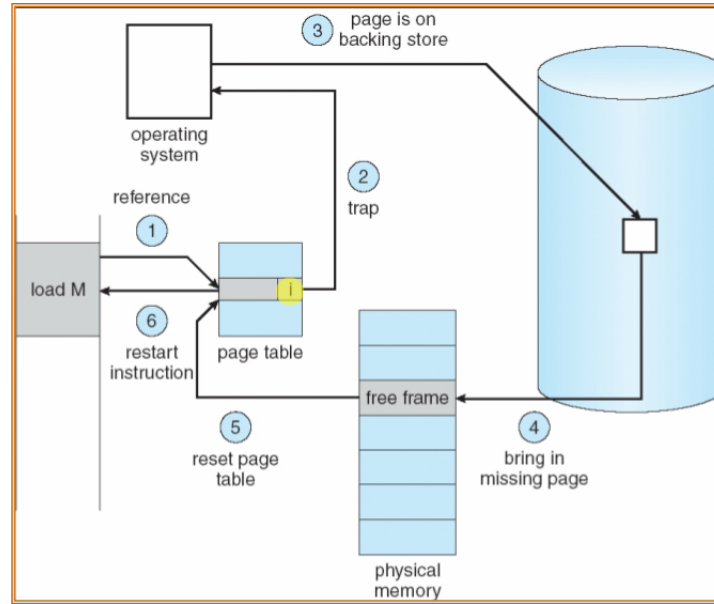 3
page is on
backing store
operating
system
2
trap
reference
1
load M
i
6
restart
instruction
page table
free frame
5
reset page
table
4
bring in
missing page
physical
memory